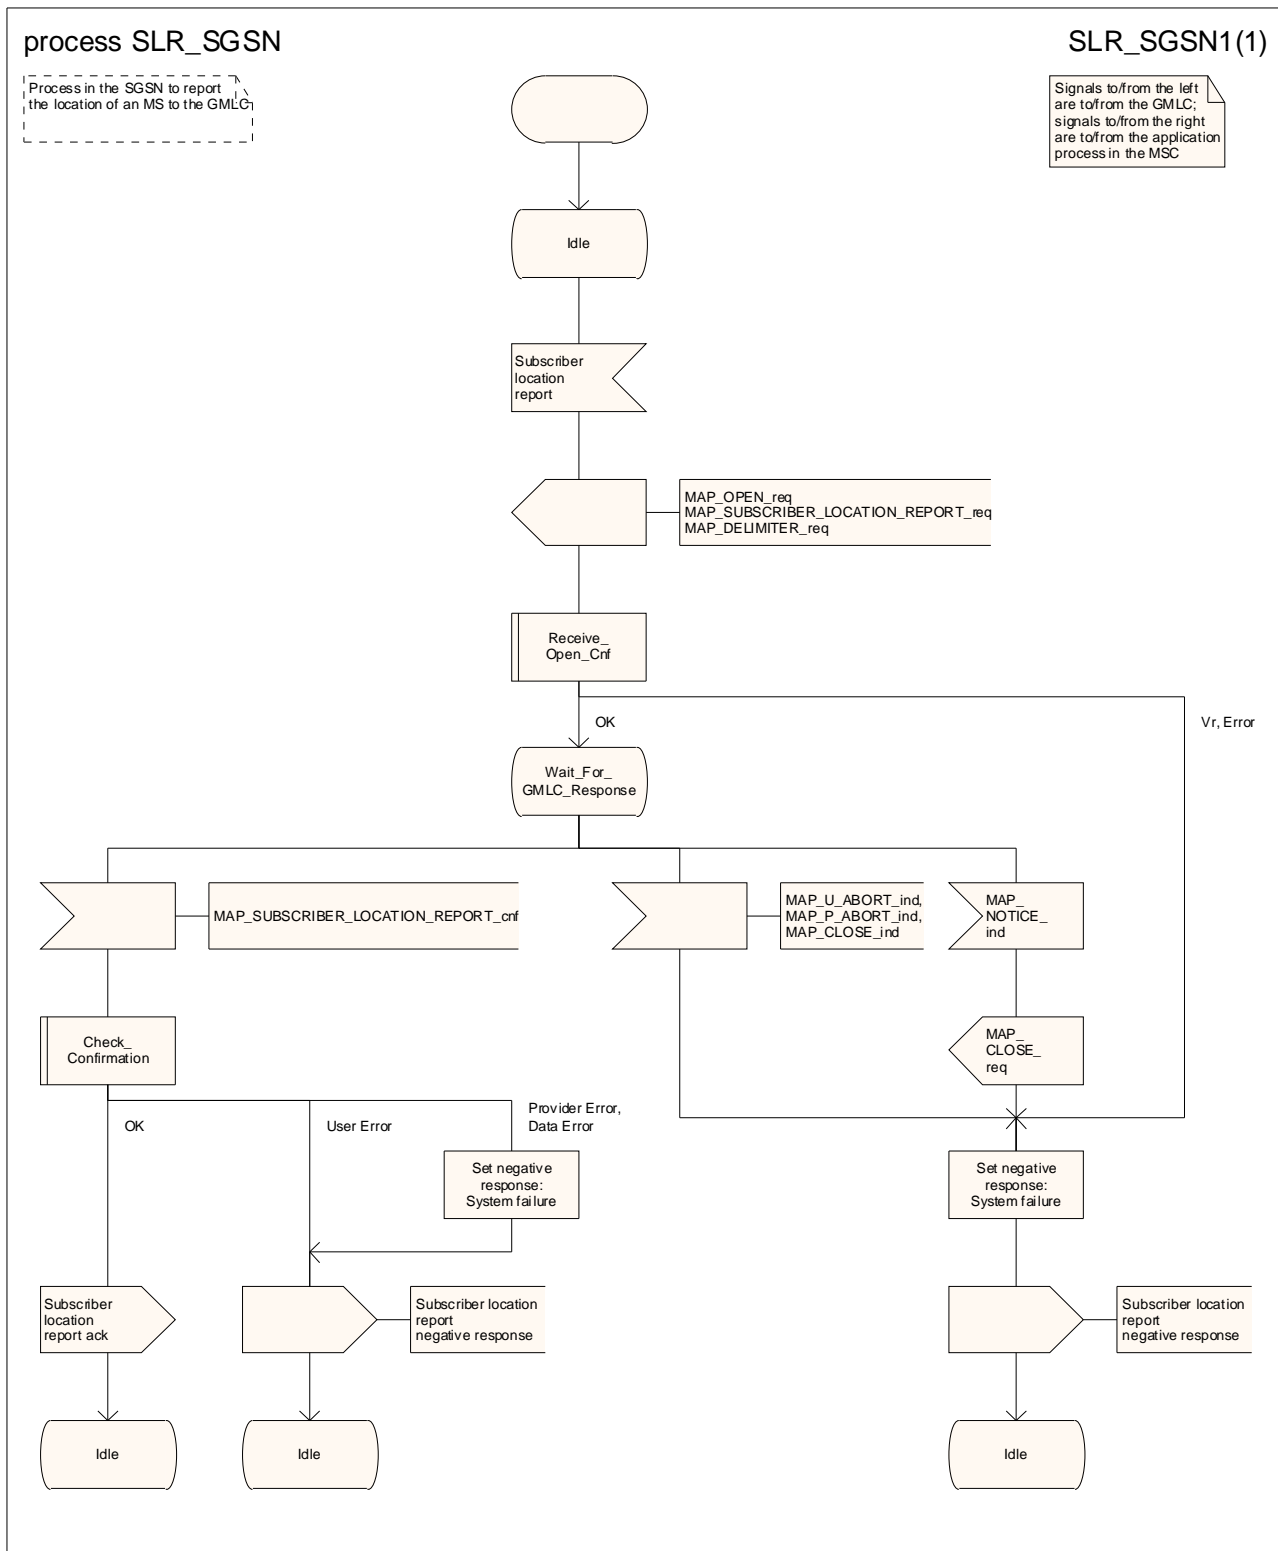 process SLR_SGSN
SLR_SGSN1(1)
Process in the SGSN to report
the location of an MS to the GMLC
Signals to/from the left
are to/from the GMLC;
signals to/from the right
are to/from the application
process in the MSC
Idle
Subscriber
location
report
MAP_OPEN_req
MAP_SUBSCRIBER_LOCATION_REPORT_req
MAP_DELIMITER_req
Receive_
Open_Cnf
OK
Vr, Error
Wait_For_
GMLC_Response
MAP_SUBSCRIBER_LOCATION_REPORT_cnf
MAP_U_ABORT_ind,
MAP_P_ABORT_ind,
MAP_CLOSE_ind
MAP_
NOTICE_
ind
Check_
Confirmation
MAP_
CLOSE_
req
OK
User Error
Provider Error,
Data Error
Set negative
response:
System failure
Set negative
response:
System failure
Subscriber
location
report ack
Subscriber location
report
negative response
Subscriber location
report
negative response
Idle
Idle
Idle